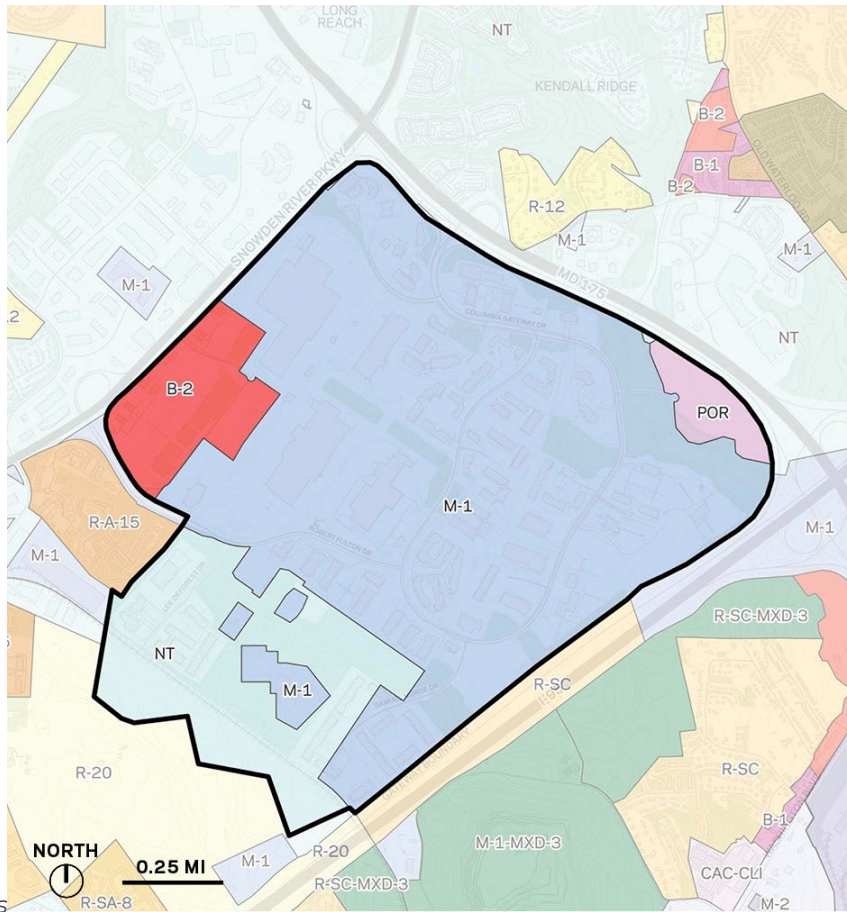 LONG
REACH
NT
KENDALL RIDGE
B-2
B-1
B-2
OLD WATERLOO RD
SNOWDEN RIVER PKWY
R-12
M-1
M-1
MD 175
M-1
COLUMBIA GATEWAY DR
NT
B-2
POR
M-1
R-A-15
M-1
ROBERT FULTON DR
M-1
LEE DEFOREST DR
R-SC-MXD-3
NT
M-1
R-SC
I-95
GATEWAY BOUNDARY
R-20
R-SC
B-1
M-1-MXD-3
NORTH
0.25 MI
M-1
R-20
R-SC-MXD-3
CAC-CLI
R-SA-8
M-2
s